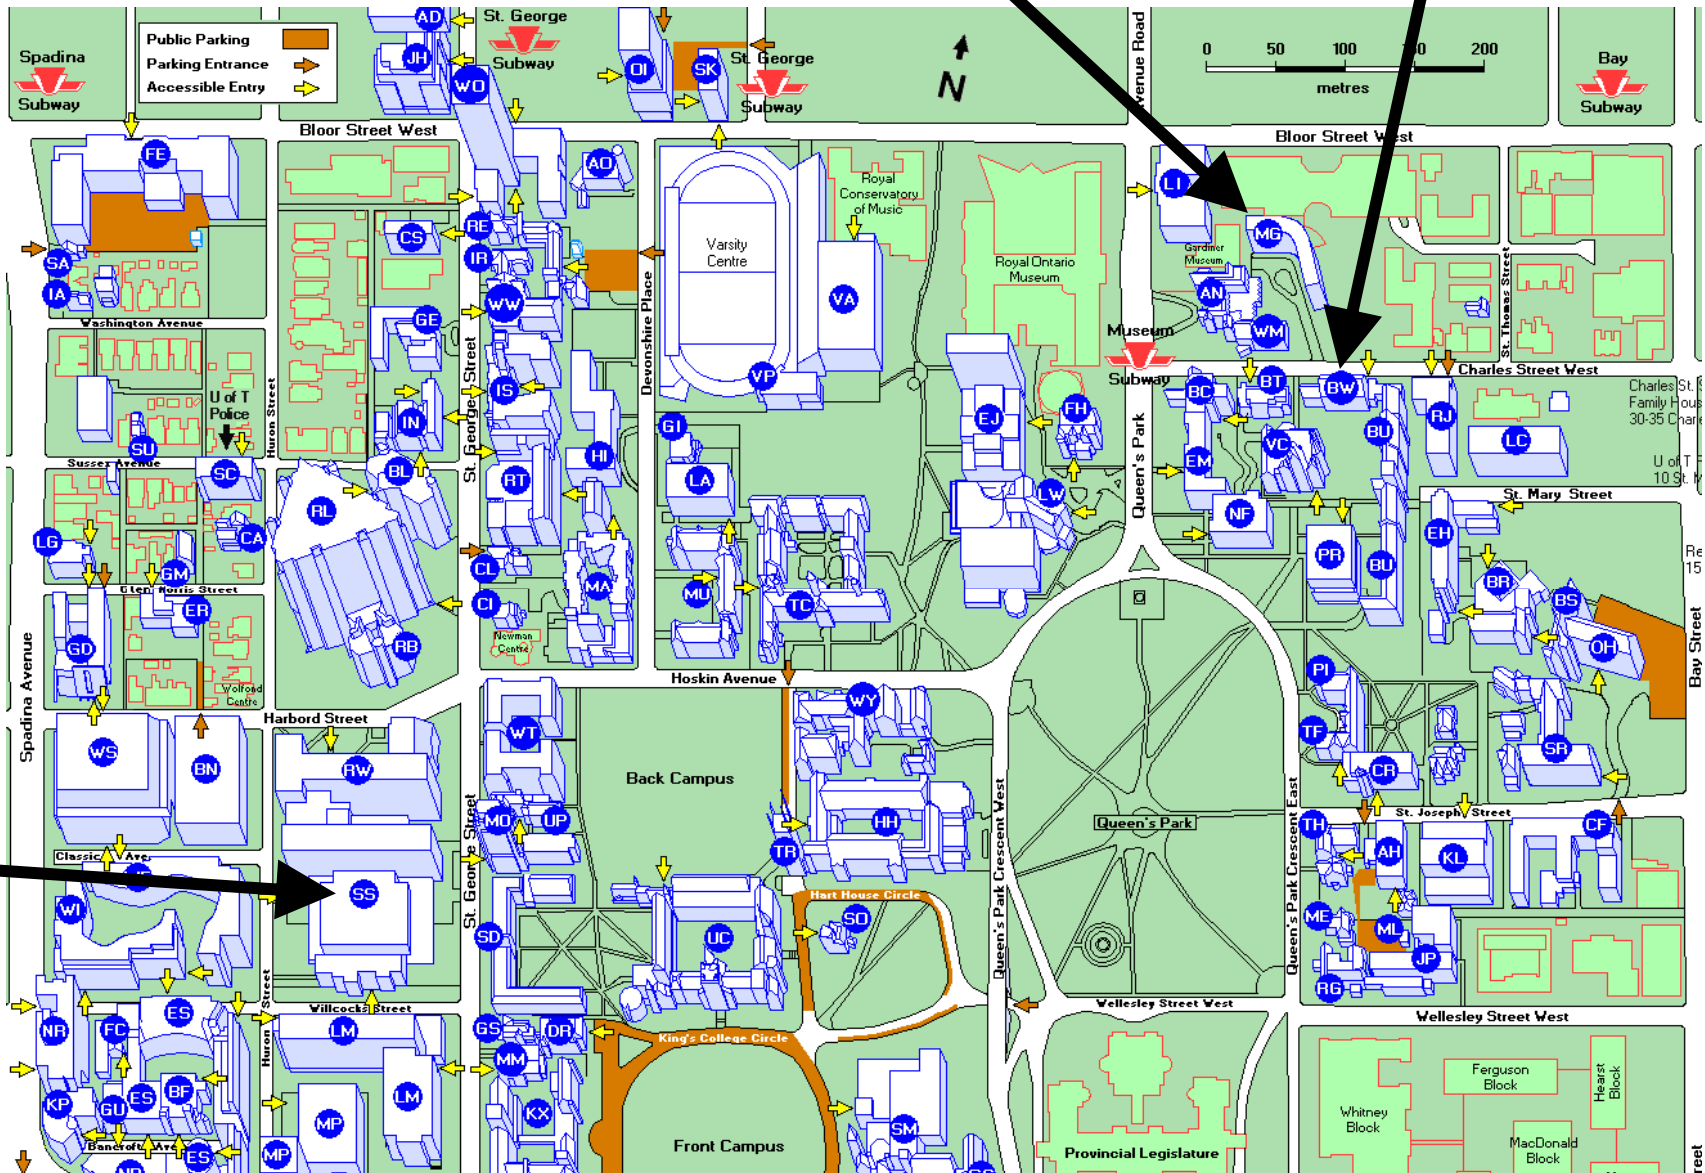 Public Parking
Parking Entrance
Accessible Entry
Spadina
Subway
St. George
Subway
St. George
Subway
N
0 50 100 200
metres
Bay
Subway
AD
JH
WO
OI
SK
Bloor Street West
Bloor Street West
FE
AO
Royal
Conservatory
of Music
LI
MG
Gardiner
Museum
CS
RE
IR
Varsity
Centre
Royal Ontario
Museum
SA
IA
WW
VA
AN
WM
GE
Washington Avenue
Museum
Subway
St. Thomas Street
Charles Street West
Devonshire Place
St. George Street
Huron Street
U of T
Police
IS
VP
BC
BT
BW
IN
GI
EJ
FH
BU
RJ
LC
SU
Sussex Avenue
SC
BL
HI
VC
EM
Queen's Park
RL
RT
LA
LW
NF
St. Mary Street
LG
CA
GM
Glen Morris Street
CL
MA
MU
TC
PR
BU
EH
BR
BS
ER
CI
Newman
Centre
GD
RB
OH
Bay Street
Spadina Avenue
Hoskin Avenue
PI
WY
Harbord Street
WS
BN
RW
WT
Back Campus
TF
SR
CR
MO
UP
HH
TR
Queen's Park
St. Joseph Street
TH
AH
KL
CF
Queen's Park Crescent West
Queen's Park Crescent East
SS
Hart House Circle
WI
SD
UC
SO
ME
ML
JP
RG
Willcocks Street
Wellesley Street West
Wellesley Street West
NR
FC
ES
LM
GS
DR
King's College Circle
MM
Ferguson
Block
Hearst
Block
KP
GU
ES
BF
LM
KX
MP
SM
Whitney
Block
MP
ES
Front Campus
Provincial Legislature
MacDonald
Block